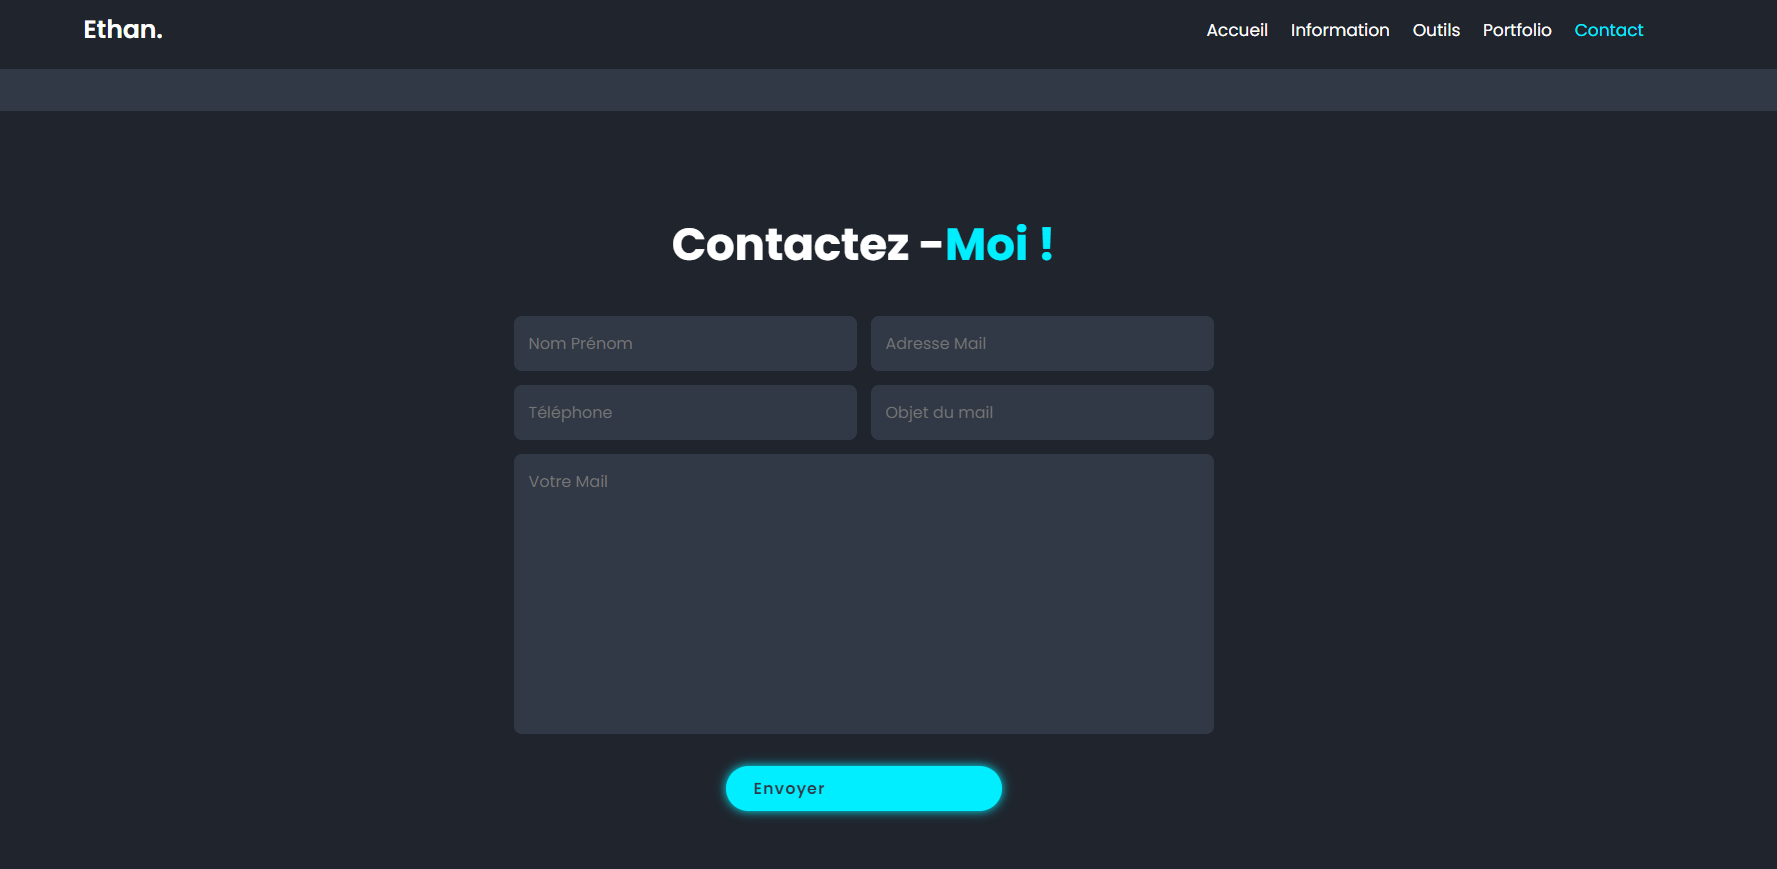 Ethan.
Accueil Information Outils Portfolio Contact
Contactez -Moi !
Nom Prénom
Adresse Mail
Téléphone
Objet du mail
Votre Mail
Envoyer